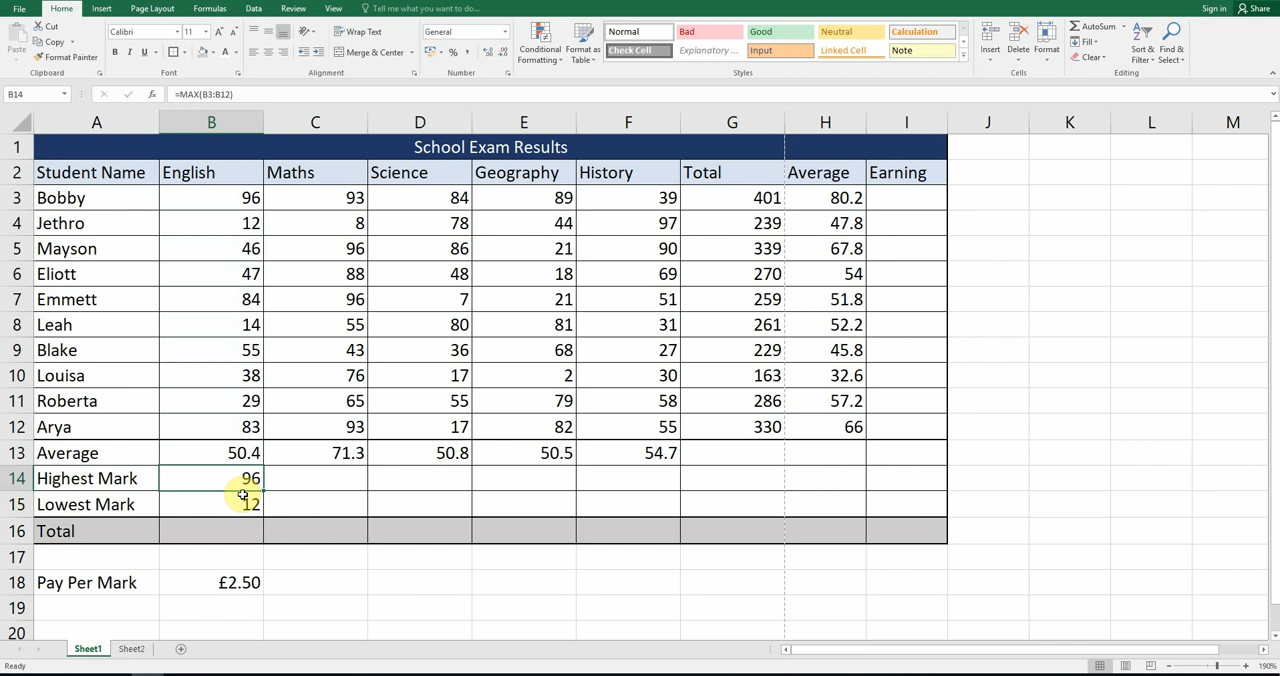 File Home Insert Page Layout Formulas Data Review View Tell me what you want to do... Sign in Share
Cut Calibri 11 A A Wrap Text General Normal Bad Good Neutral Calculation AutoSum
Paste Copy Format Painter B I U A Merge & Center % Conditional Formatting Format as Table Check Cell Explanatory ... Input Linked Cell Note Insert Delete Format Fill Clear Sort & Filter Find & Select
Clipboard Font Alignment Number Styles Cells Editing
B14 fx =MAX(B3:B12)
A B C D E F G H I J K L M
1 School Exam Results
2 Student Name English Maths Science Geography History Total Average Earning
3 Bobby 96 93 84 89 39 401 80.2
4 Jethro 12 8 78 44 97 239 47.8
5 Mayson 46 96 86 21 90 339 67.8
6 Eliott 47 88 48 18 69 270 54
7 Emmett 84 96 7 21 51 259 51.8
8 Leah 14 55 80 81 31 261 52.2
9 Blake 55 43 36 68 27 229 45.8
10 Louisa 38 76 17 2 30 163 32.6
11 Roberta 29 65 55 79 58 286 57.2
12 Arya 83 93 17 82 55 330 66
13 Average 50.4 71.3 50.8 50.5 54.7
14 Highest Mark 96
15 Lowest Mark 12
16 Total
17
18 Pay Per Mark £2.50
19
20
Sheet1 Sheet2
Ready 190%